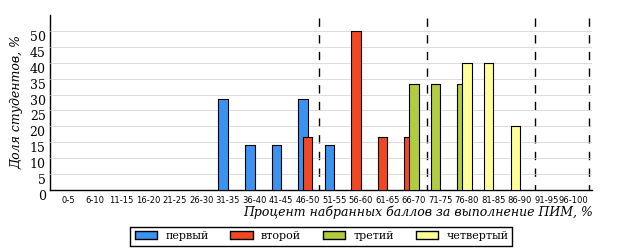 Доля студентов, %
50
45
40
35
30
25
20
15
10
5
0
0-5 6-10 11-15 16-20 21-25 26-30 31-35 36-40 41-45 46-50 51-55 56-60 61-65 66-70 71-75 76-80 81-85 86-90 91-95 96-100
Процент набранных баллов за выполнение ПИМ, %
первый второй третий четвертый